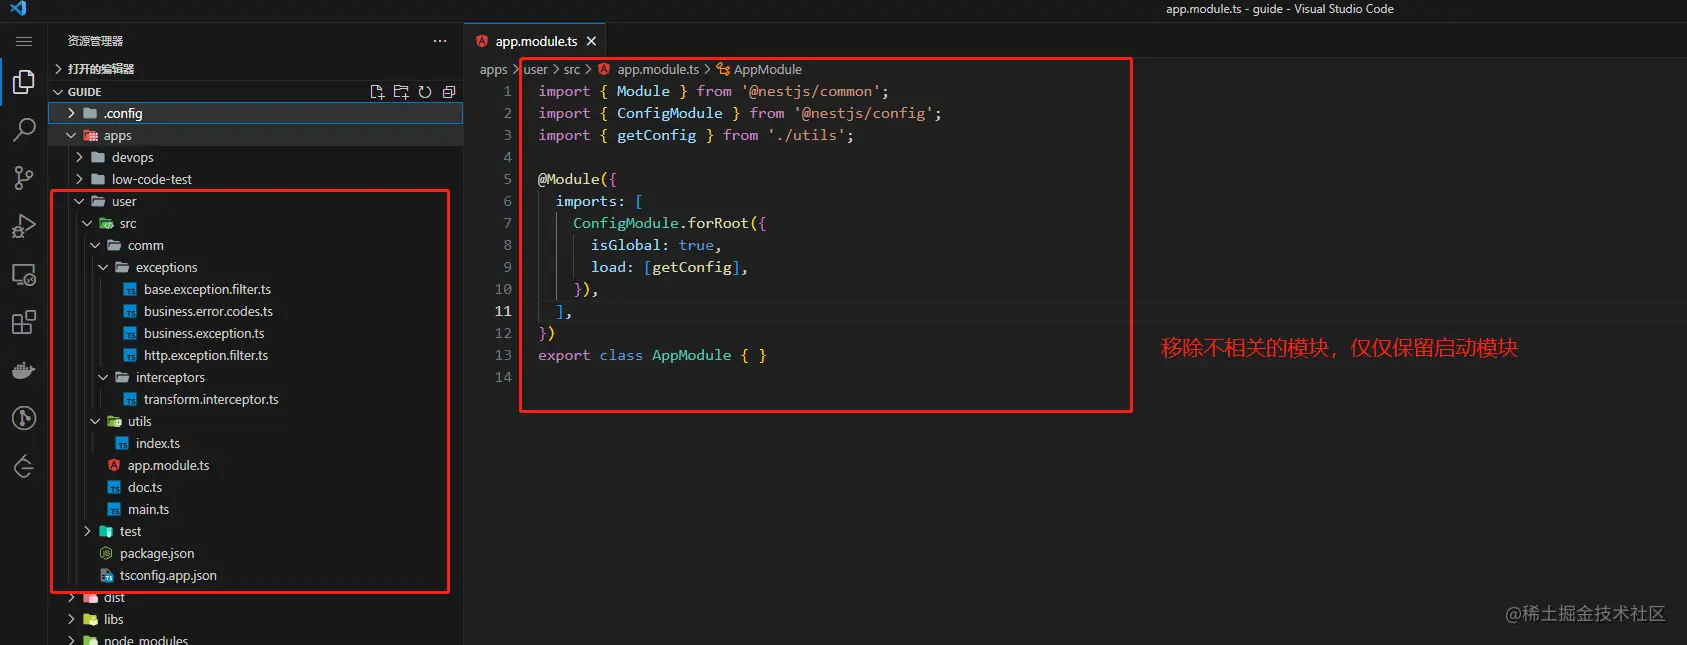 app.module.ts - guide - Visual Studio Code
资源管理器
打开的编辑器
GUIDE
.config
apps
devops
low-code-test
user
src
comm
exceptions
base.exception.filter.ts
business.error.codes.ts
business.exception.ts
http.exception.filter.ts
interceptors
transform.interceptor.ts
utils
index.ts
app.module.ts
doc.ts
main.ts
test
package.json
tsconfig.app.json
dist
libs
node_modules
app.module.ts
apps > user > src > app.module.ts > AppModule
1 import { Module } from '@nestjs/common';
2 import { ConfigModule } from '@nestjs/config';
3 import { getConfig } from './utils';
4
5 @Module({
6 imports: [
7 ConfigModule.forRoot({
8 isGlobal: true,
9 load: [getConfig],
10 }),
11 ],
12 })
13 export class AppModule { }
14
移除不相关的模块，仅仅保留启动模块
@稀土掘金技术社区